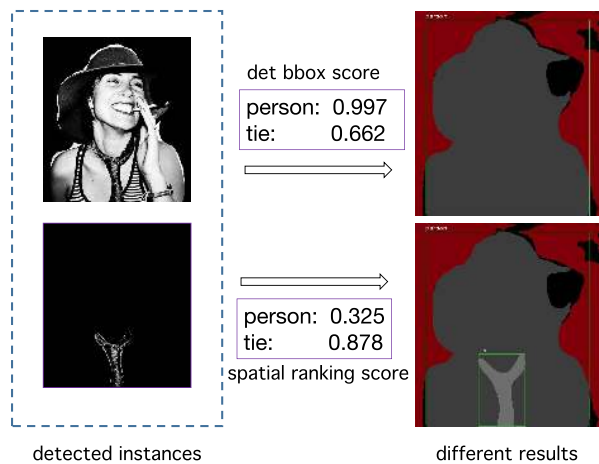 det bbox score
person: 0.997
tie: 0.662
person: 0.325
tie: 0.878
spatial ranking score
detected instances
different results